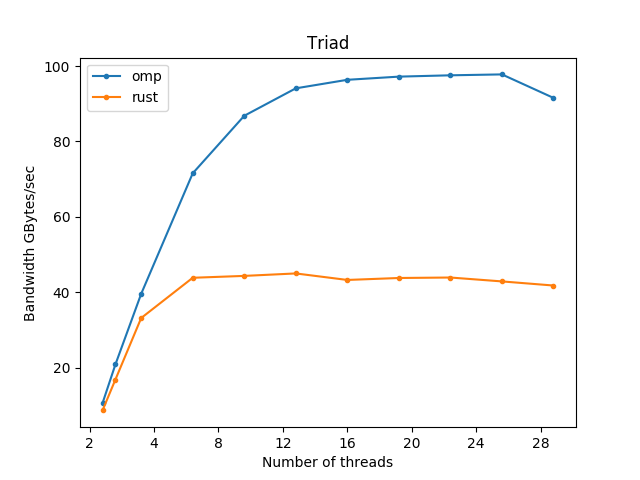 Triad
omp
rust
100
80
60
40
20
Bandwidth GBytes/sec
2 4 8 12 16 20 24 28
Number of threads